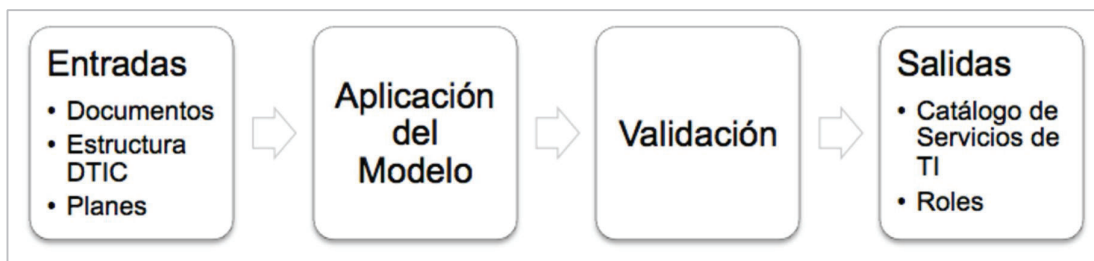 Entradas
• Documentos
• Estructura
DTIC
• Planes
Aplicación
del
Modelo
Validación
Salidas
• Catálogo de
Servicios de
TI
• Roles